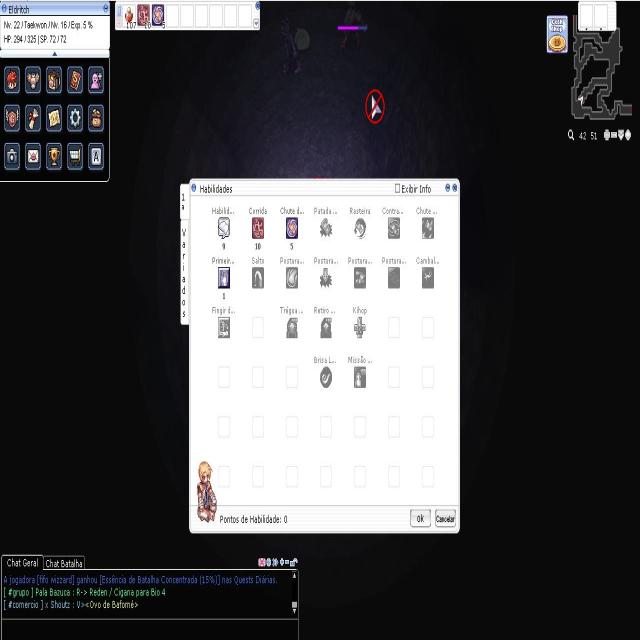 Eldritch
Nv. 22 / Taekwon / Nv. 16 / Exp. 5 %
HP. 294 / 325 | SP. 72 / 72
42 51
Habilidades
Exibir Info
1ª
Variados
Habilid... Corrida Chute d... Patada ... Rasteira Contra... Chute ...
9 10 5
Primeir... Salto Postura... Postura... Postura... Postura... Cambal...
1
Fingir d... Trégua ... Retiro ... Kihop
Brisa L... Missão ...
Pontos de Habilidade: 0
Ok Cancelar
Chat Geral Chat Batalha
A jogadora [fifo wizzard] ganhou [Essência de Batalha Concentrada (15%)] nas Quests Diárias.
[ #grupo ] Pala Bazuca : R-> Reden / Cigana para Bio 4
[ #comercio ] x Shoutz : V><Ovo de Bafomé>